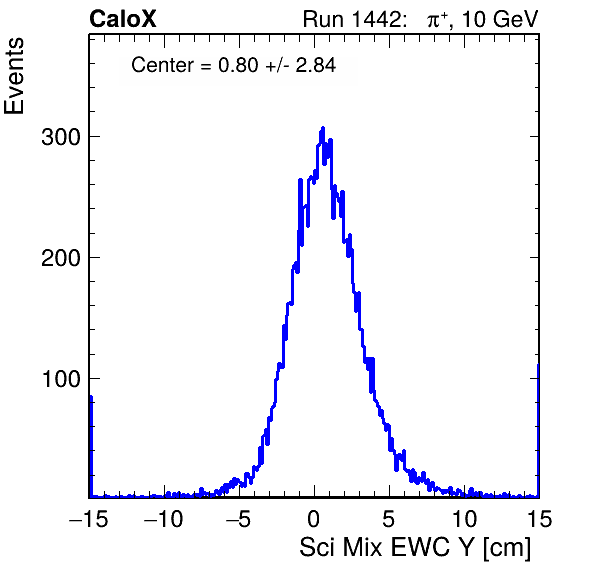 CaloX Run 1442: π+, 10 GeV
Events
Center = 0.80 +/- 2.84
300
200
100
−15 −10 −5 0 5 10 15
Sci Mix EWC Y [cm]